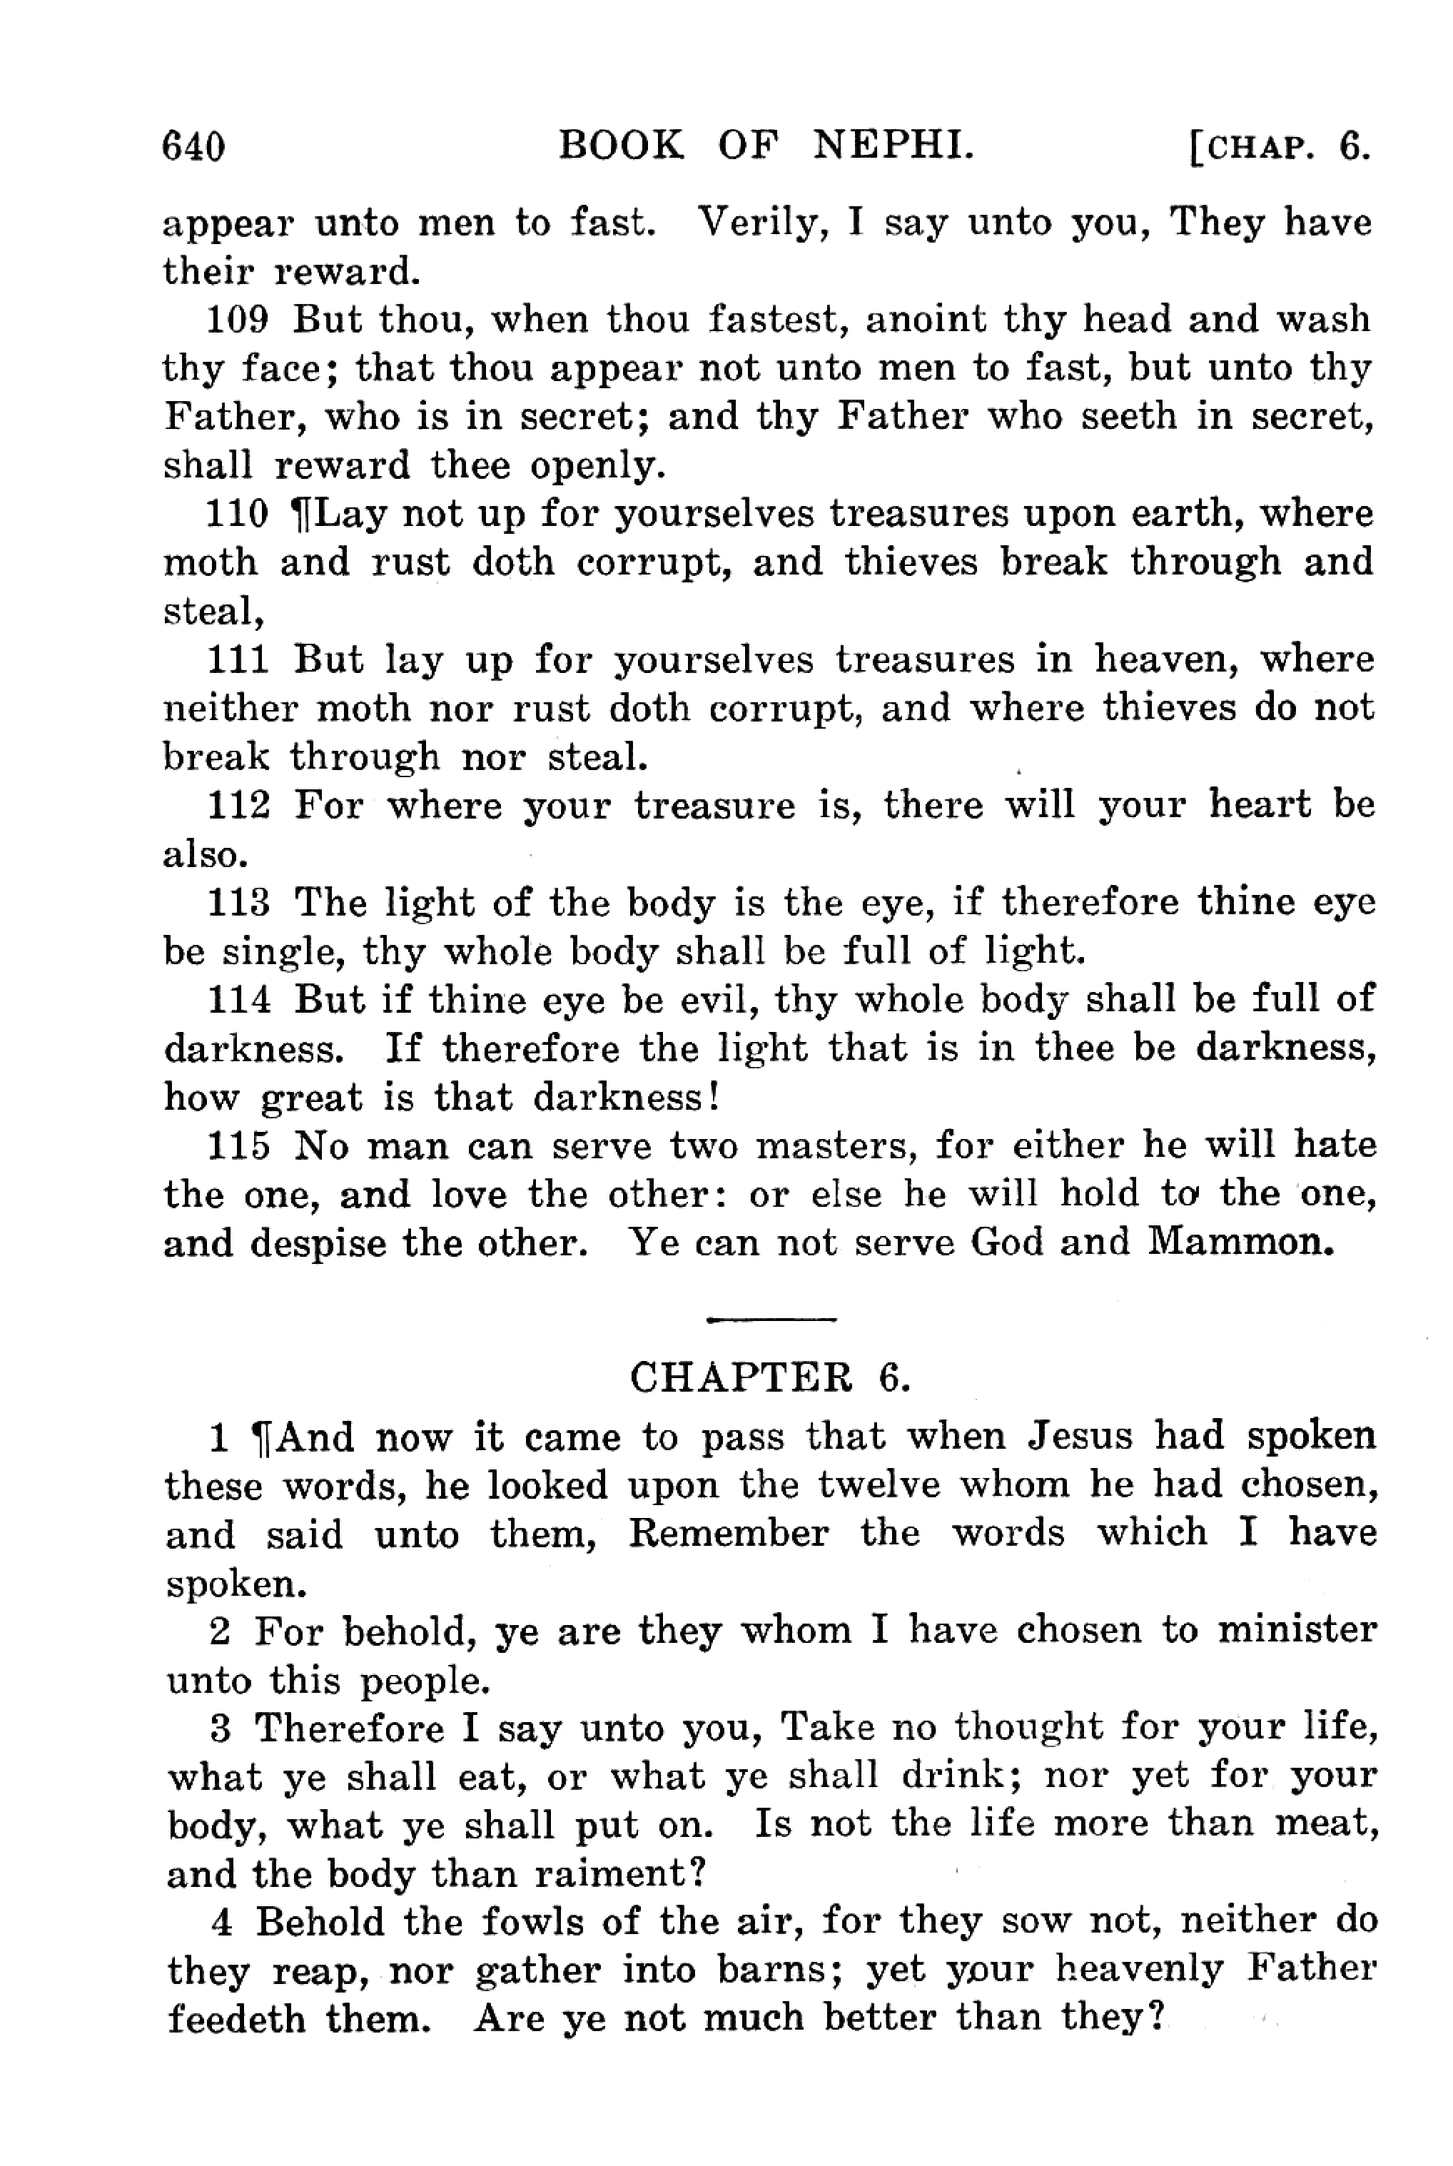 640 BOOK OF NEPHI. [CHAP. 6.
appear unto men to fast. Verily, I say unto you, They have
their reward.
109 But thou, when thou fastest, anoint thy head and wash
thy face; that thou appear not unto men to fast, but unto thy
Father, who is in secret; and thy Father who seeth in secret,
shall reward thee openly.
110 ¶Lay not up for yourselves treasures upon earth, where
moth and rust doth corrupt, and thieves break through and
steal,
111 But lay up for yourselves treasures in heaven, where
neither moth nor rust doth corrupt, and where thieves do not
break through nor steal.
112 For where your treasure is, there will your heart be
also.
113 The light of the body is the eye, if therefore thine eye
be single, thy whole body shall be full of light.
114 But if thine eye be evil, thy whole body shall be full of
darkness. If therefore the light that is in thee be darkness,
how great is that darkness!
115 No man can serve two masters, for either he will hate
the one, and love the other: or else he will hold to the one,
and despise the other. Ye can not serve God and Mammon.
CHAPTER 6.
1 ¶And now it came to pass that when Jesus had spoken
these words, he looked upon the twelve whom he had chosen,
and said unto them, Remember the words which I have
spoken.
2 For behold, ye are they whom I have chosen to minister
unto this people.
3 Therefore I say unto you, Take no thought for your life,
what ye shall eat, or what ye shall drink; nor yet for your
body, what ye shall put on. Is not the life more than meat,
and the body than raiment?
4 Behold the fowls of the air, for they sow not, neither do
they reap, nor gather into barns; yet your heavenly Father
feedeth them. Are ye not much better than they?